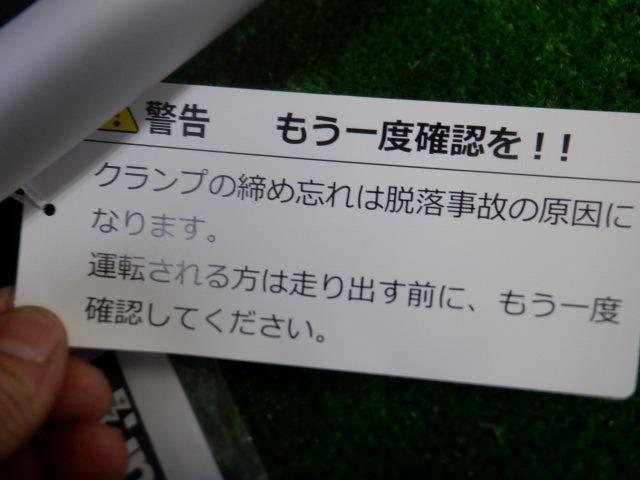 警告 もう一度確認を!!
クランプの締め忘れは脱落事故の原因に
なります。
運転される方は走り出す前に、もう一度
確認してください。